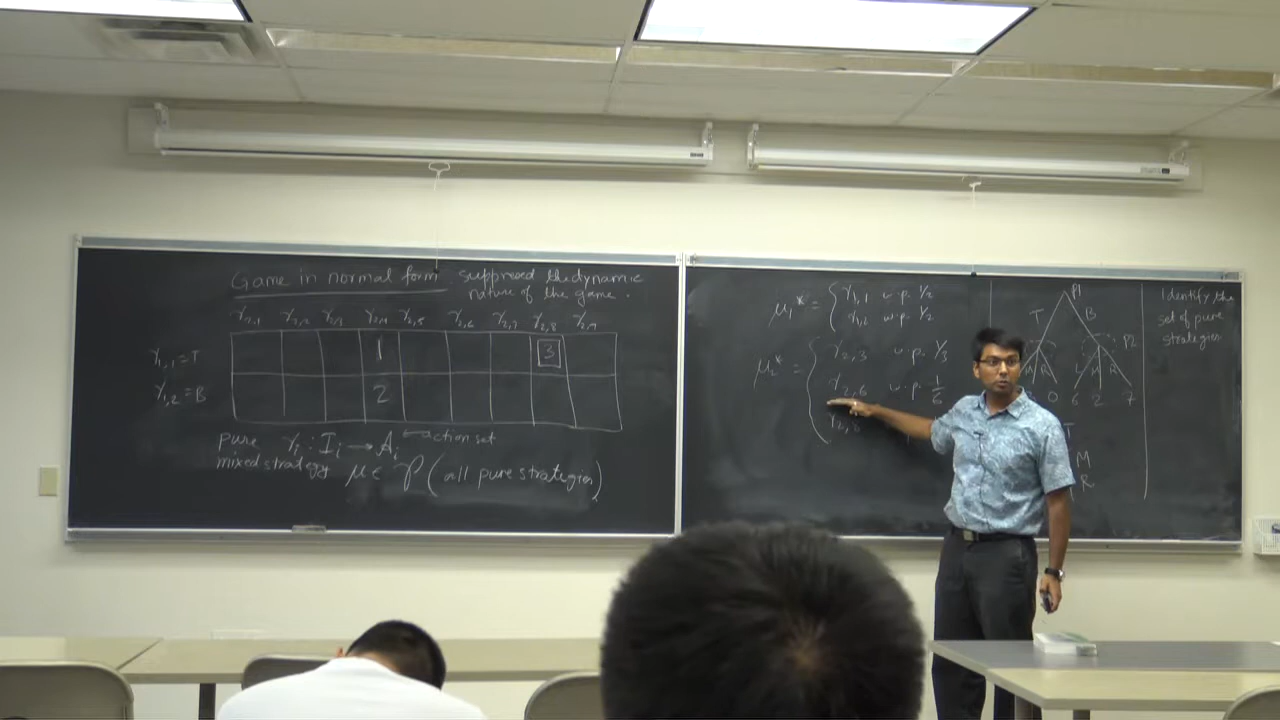 Game in normal form: suppressed the dynamic
nature of the game.
γ2,1 γ2,2 γ2,3 γ2,4 γ2,5 γ2,6 γ2,7 γ2,8 γ2,9
γ1,1 = T
1
3
γ1,2 = B
2
pure γi : Ii → Ai ← action set
mixed strategy μ ∈ P (all pure strategies)
μ1* = { γ1,1 w.p. 1/2
γ1,2 w.p. 1/2
μ2* = { γ2,3 w.p. 1/3
γ2,6 w.p. 1/6
γ2,8
P1
T B
P2
M R L M R
0 6 2 7
M
R
Identify the
set of pure
strategies